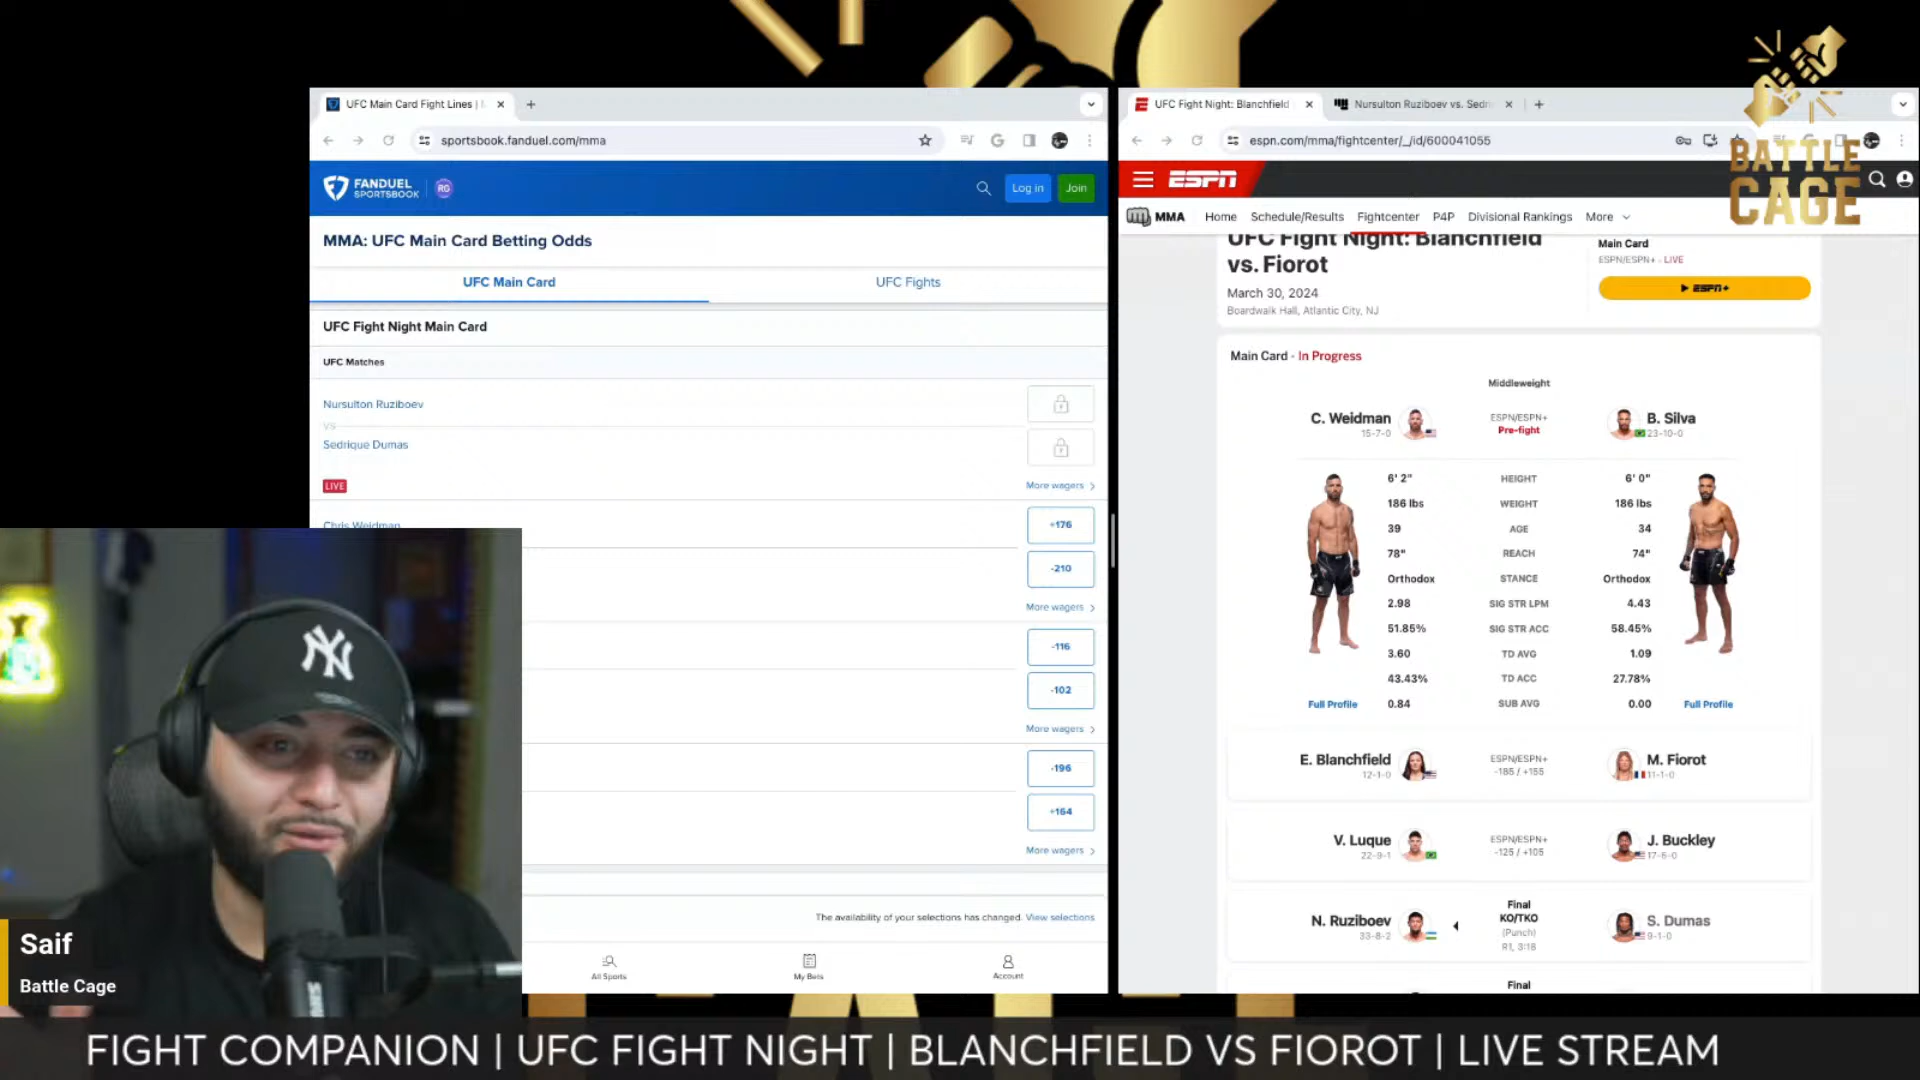 UFC Main Card Fight Lines |
sportsbook.fanduel.com/mma
FANDUEL
SPORTSBOOK
RG
Log in
Join
MMA: UFC Main Card Betting Odds
UFC Main Card
UFC Fights
UFC Fight Night Main Card
UFC Matches
Nursulton Ruziboev
VS
Sedrique Dumas
LIVE
More wagers
Chris Weidman
+176
-210
More wagers
-116
-102
More wagers
-196
+164
More wagers
The availability of your selections has changed. View selections
All Sports
My Bets
Account
UFC Fight Night: Blanchfield
Nursulton Ruziboev vs. Sedri
espn.com/mma/fightcenter/_/id/600041055
BATTLE
CAGE
ESPN
MMA
Home
Schedule/Results
Fightcenter
P4P
Divisional Rankings
More
UFC Fight Night: Blanchfield
vs. Fiorot
March 30, 2024
Boardwalk Hall, Atlantic City, NJ
Main Card
ESPN/ESPN+ - LIVE
ESPN+
Main Card - In Progress
Middleweight
C. Weidman
15-7-0
ESPN/ESPN+
Pre-fight
B. Silva
23-10-0
6' 2" HEIGHT 6' 0"
186 lbs WEIGHT 186 lbs
39 AGE 34
78" REACH 74"
Orthodox STANCE Orthodox
2.98 SIG STR LPM 4.43
51.85% SIG STR ACC 58.45%
3.60 TD AVG 1.09
43.43% TD ACC 27.78%
Full Profile 0.84 SUB AVG 0.00 Full Profile
E. Blanchfield
12-1-0
ESPN/ESPN+
-185 / +155
M. Fiorot
11-1-0
V. Luque
22-9-1
ESPN/ESPN+
-125 / +105
J. Buckley
17-6-0
N. Ruziboev
33-8-2
Final
KO/TKO
(Punch)
R1, 3:18
S. Dumas
9-1-0
Final
NY
Saif
Battle Cage
FIGHT COMPANION | UFC FIGHT NIGHT | BLANCHFIELD VS FIOROT | LIVE STREAM